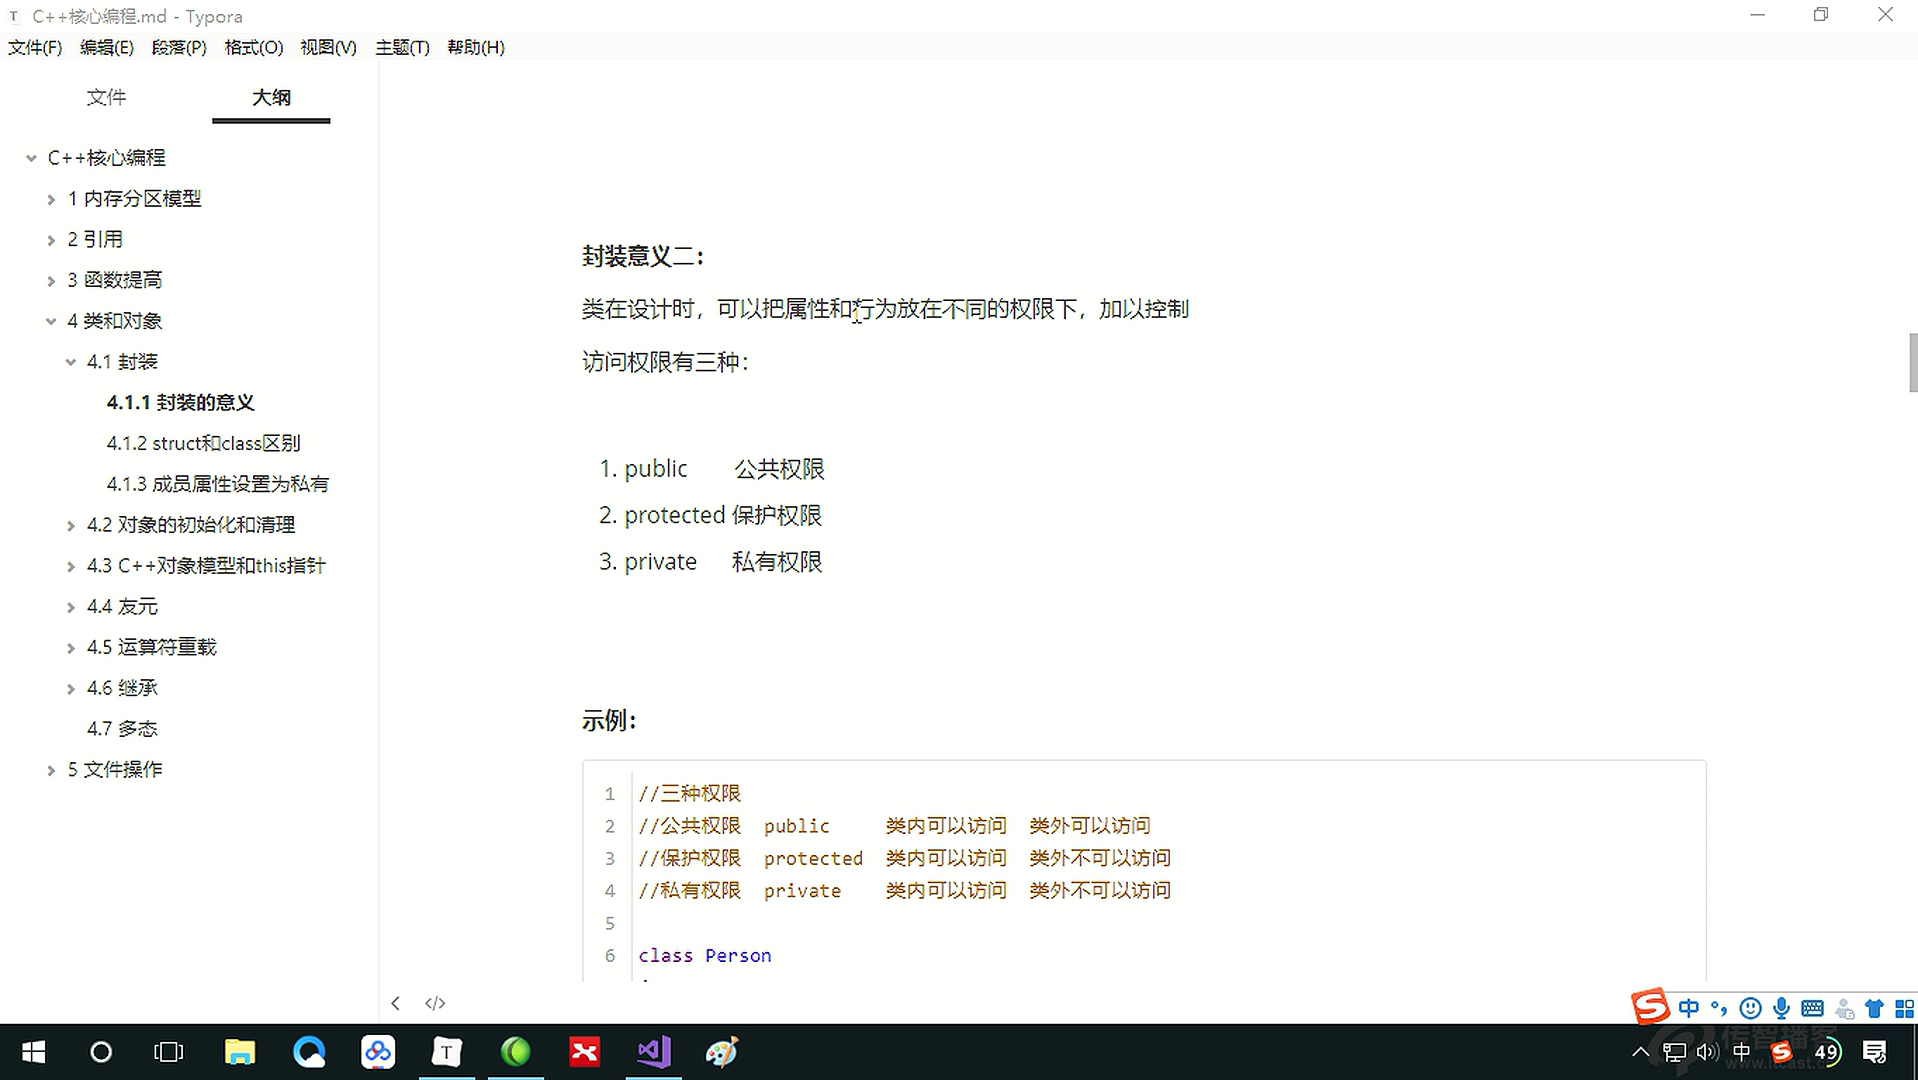 C++核心编程.md - Typora
文件(F) 编辑(E) 段落(P) 格式(O) 视图(V) 主题(T) 帮助(H)
文件 大纲
C++核心编程
1 内存分区模型
2 引用
3 函数提高
4 类和对象
4.1 封装
4.1.1 封装的意义
4.1.2 struct和class区别
4.1.3 成员属性设置为私有
4.2 对象的初始化和清理
4.3 C++对象模型和this指针
4.4 友元
4.5 运算符重载
4.6 继承
4.7 多态
5 文件操作
封装意义二：
类在设计时，可以把属性和行为放在不同的权限下，加以控制
访问权限有三种：
1. public 公共权限
2. protected 保护权限
3. private 私有权限
示例：
1 //三种权限
2 //公共权限 public 类内可以访问 类外可以访问
3 //保护权限 protected 类内可以访问 类外不可以访问
4 //私有权限 private 类内可以访问 类外不可以访问
5
6 class Person
中
传智播客
中 49